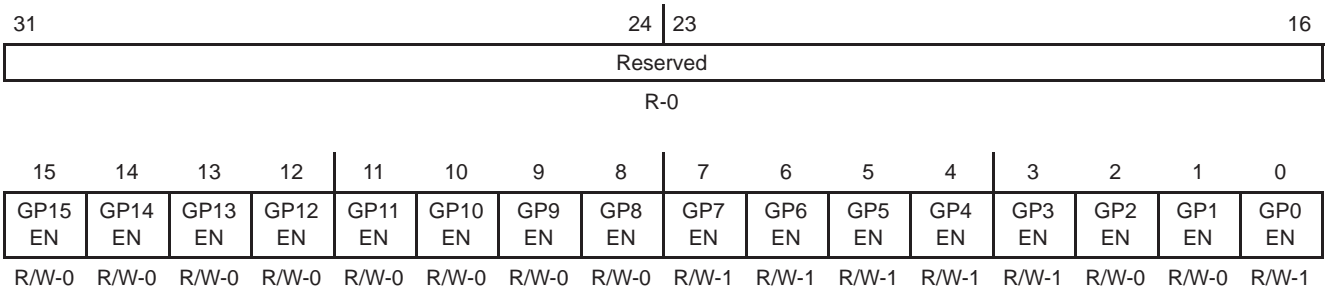 31 24 23 16
Reserved
R-0
15 14 13 12 11 10 9 8 7 6 5 4 3 2 1 0
GP15 GP14 GP13 GP12 GP11 GP10 GP9 GP8 GP7 GP6 GP5 GP4 GP3 GP2 GP1 GP0
EN EN EN EN EN EN EN EN EN EN EN EN EN EN EN EN
R/W-0 R/W-0 R/W-0 R/W-0 R/W-0 R/W-0 R/W-0 R/W-0 R/W-1 R/W-1 R/W-1 R/W-1 R/W-1 R/W-0 R/W-0 R/W-1